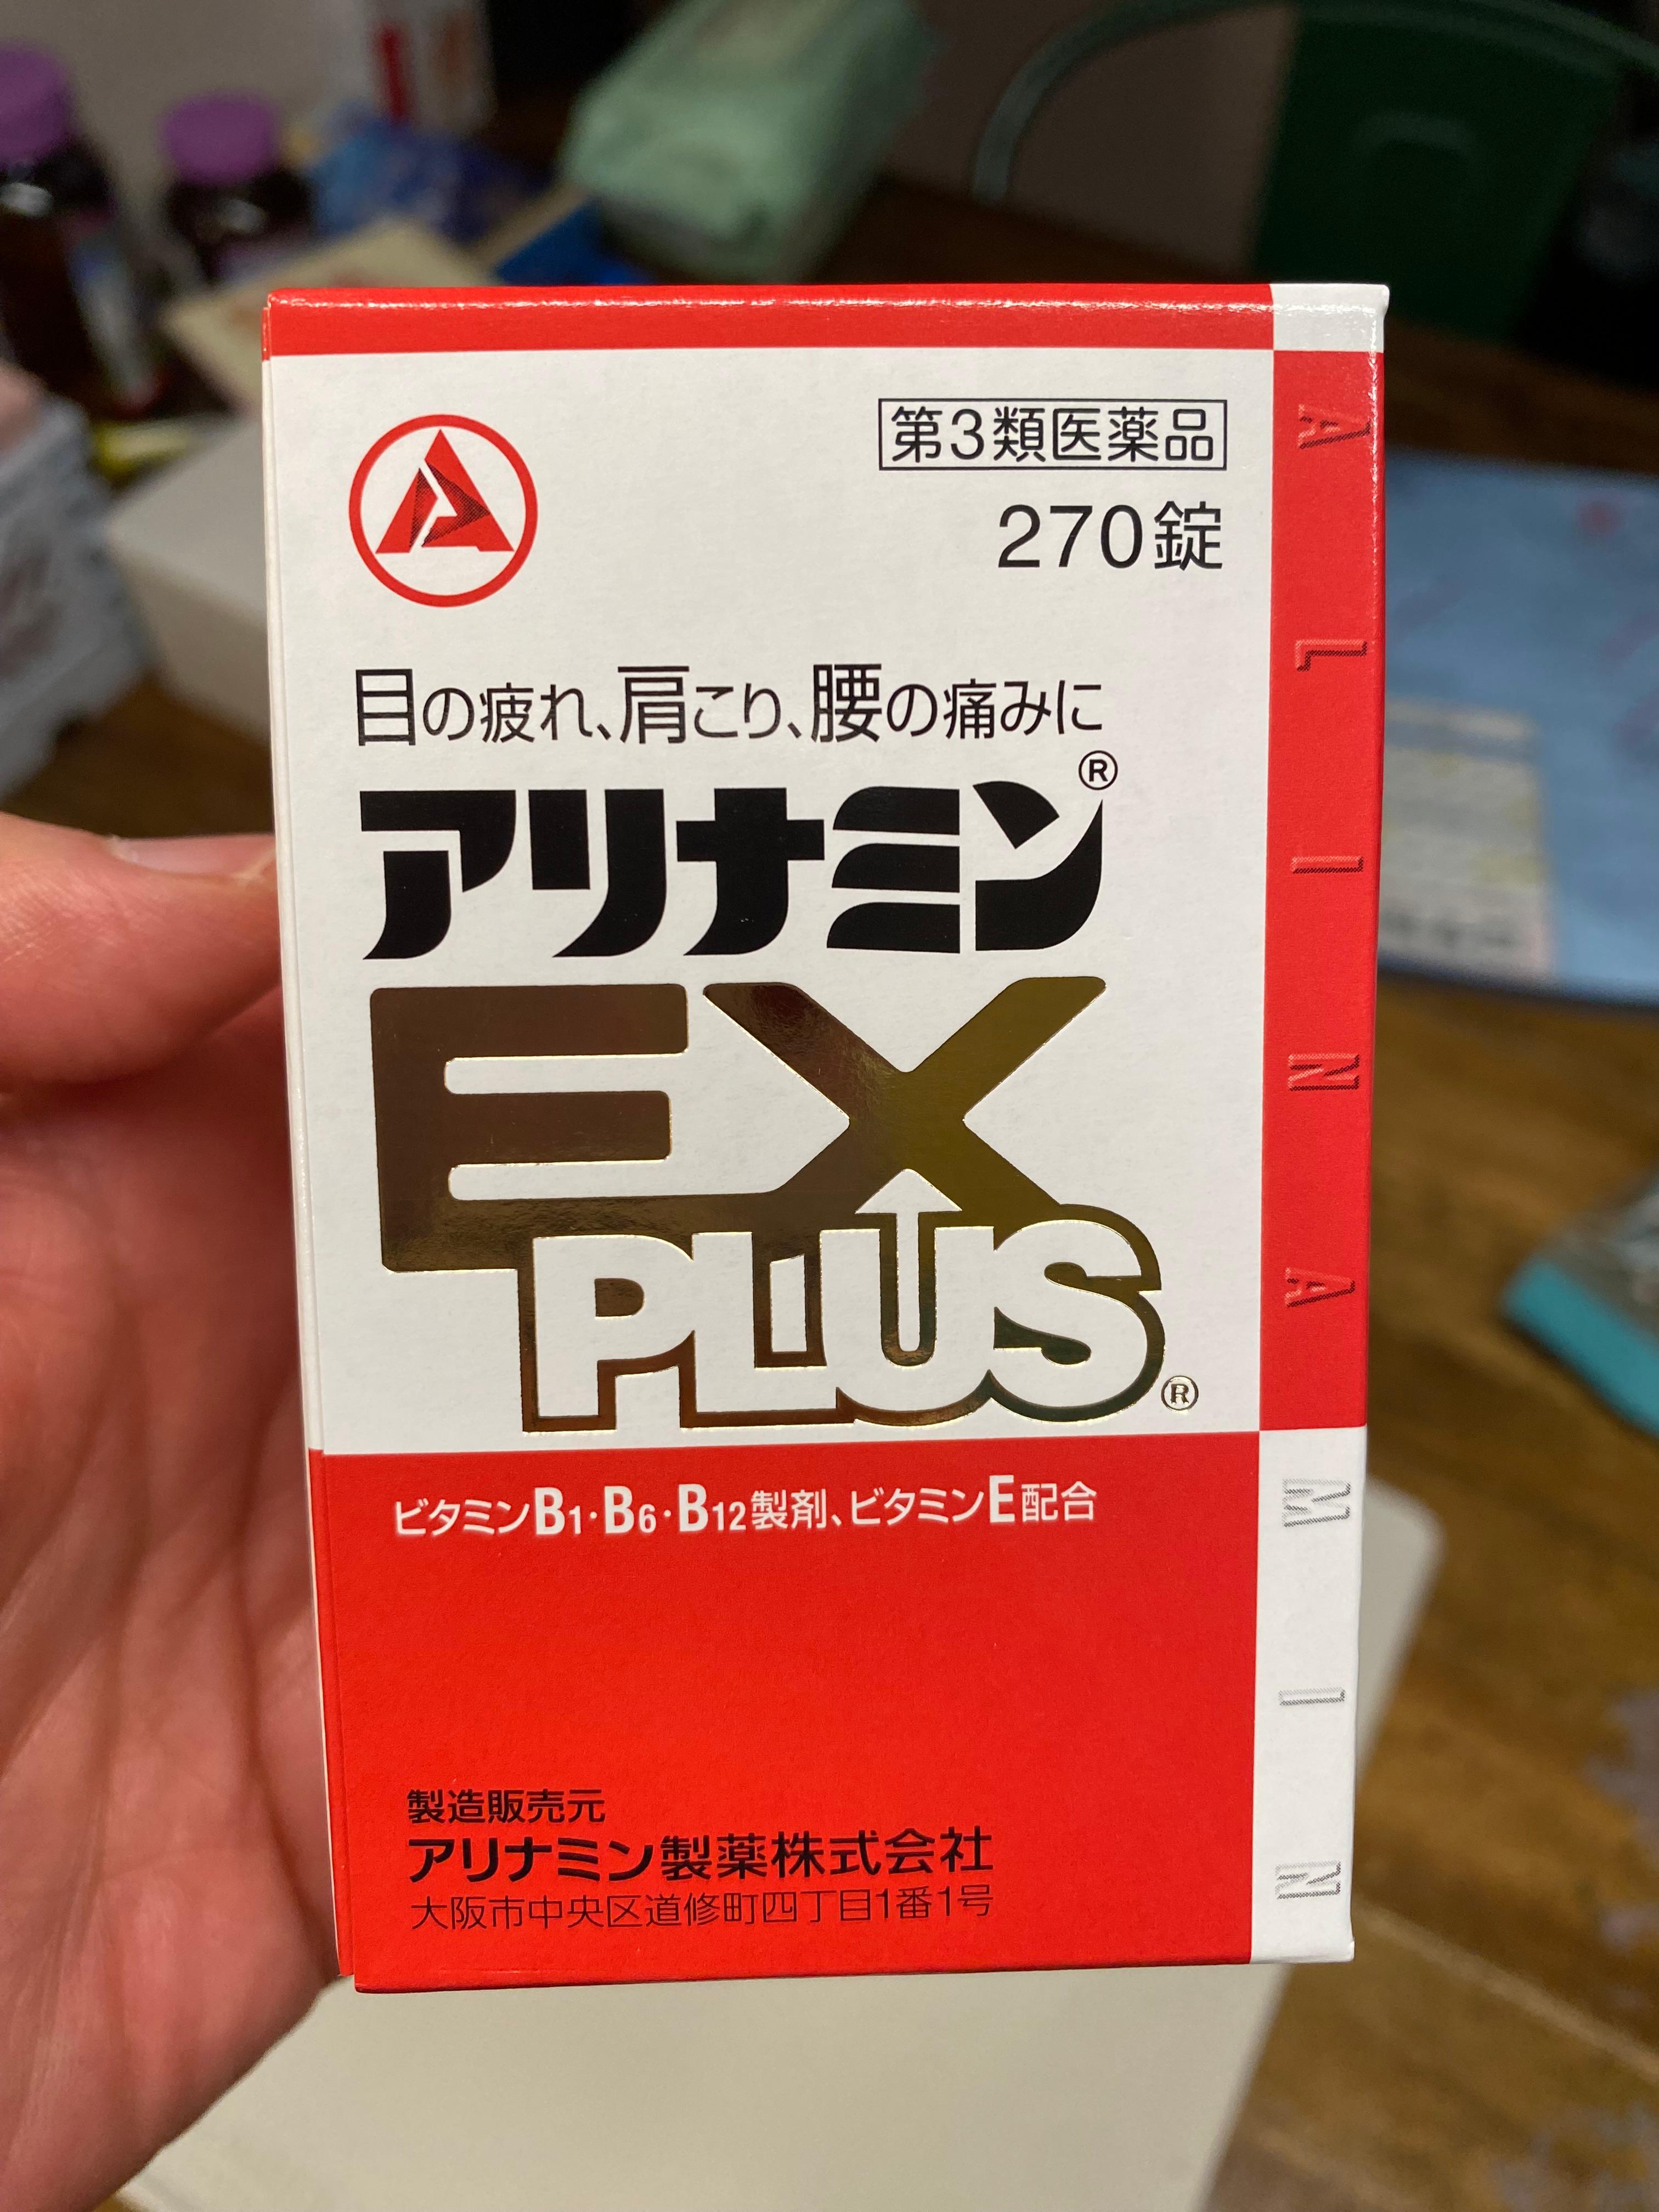 第3類医薬品
270錠
目の疲れ、肩こり、腰の痛みに
アリナミン®
EX
PLUS®
ビタミンB1・B6・B12製剤、ビタミンE配合
製造販売元
アリナミン製薬株式会社
大阪市中央区道修町四丁目1番1号
ALINAMIN